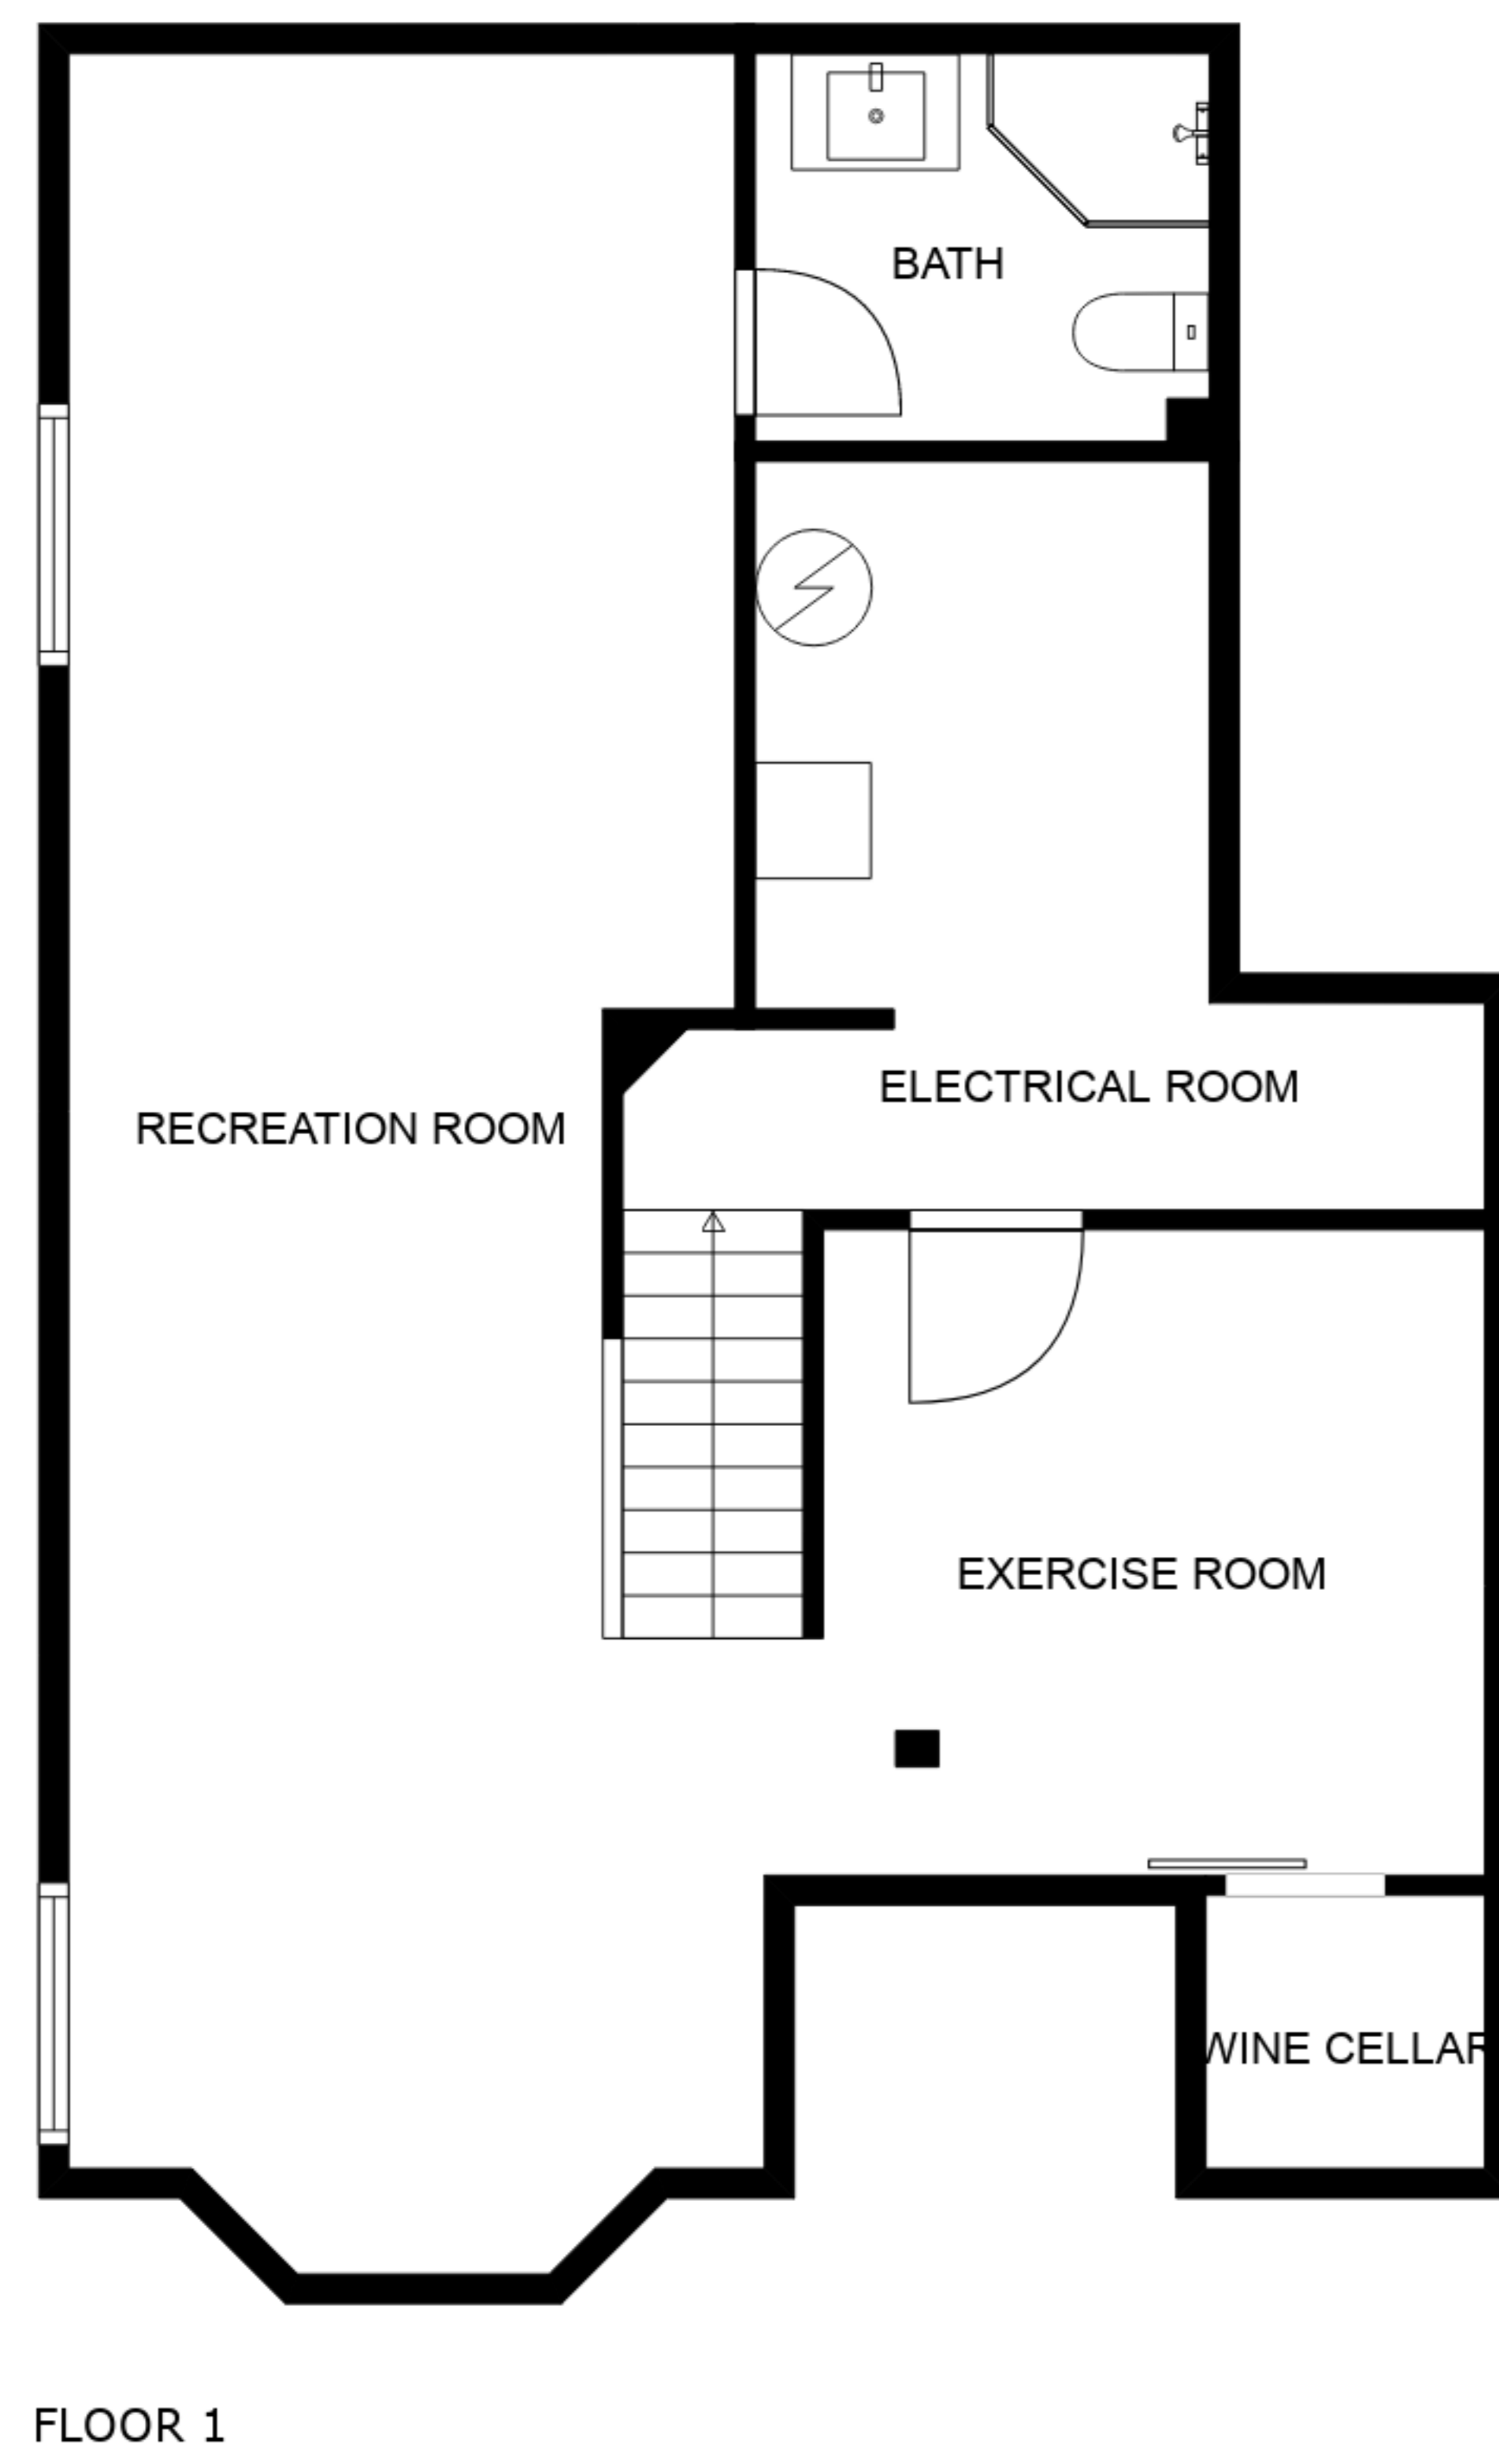 BATH
ELECTRICAL ROOM
RECREATION ROOM
EXERCISE ROOM
WINE CELLAR
FLOOR 1